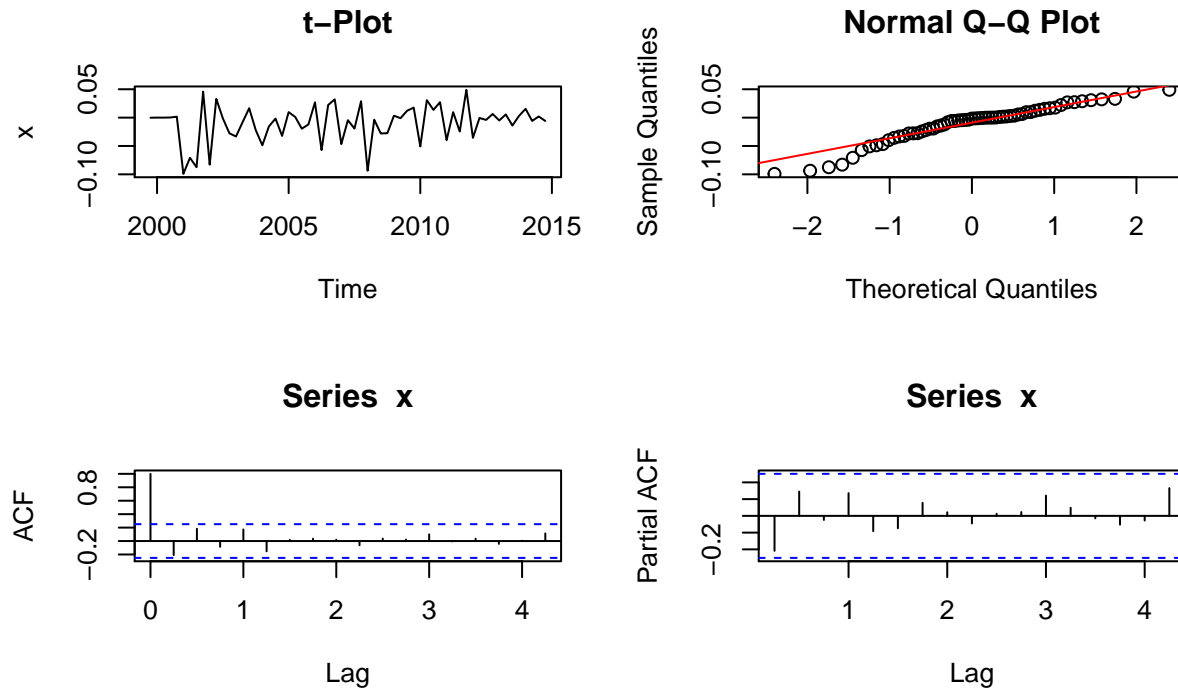 t−Plot
x
0.05
−0.10
2000 2005 2010 2015
Time
Normal Q−Q Plot
Sample Quantiles
0.05
−0.10
−2 −1 0 1 2
Theoretical Quantiles
Series x
ACF
0.8
−0.2
0 1 2 3 4
Lag
Series x
Partial ACF
−0.2
1 2 3 4
Lag